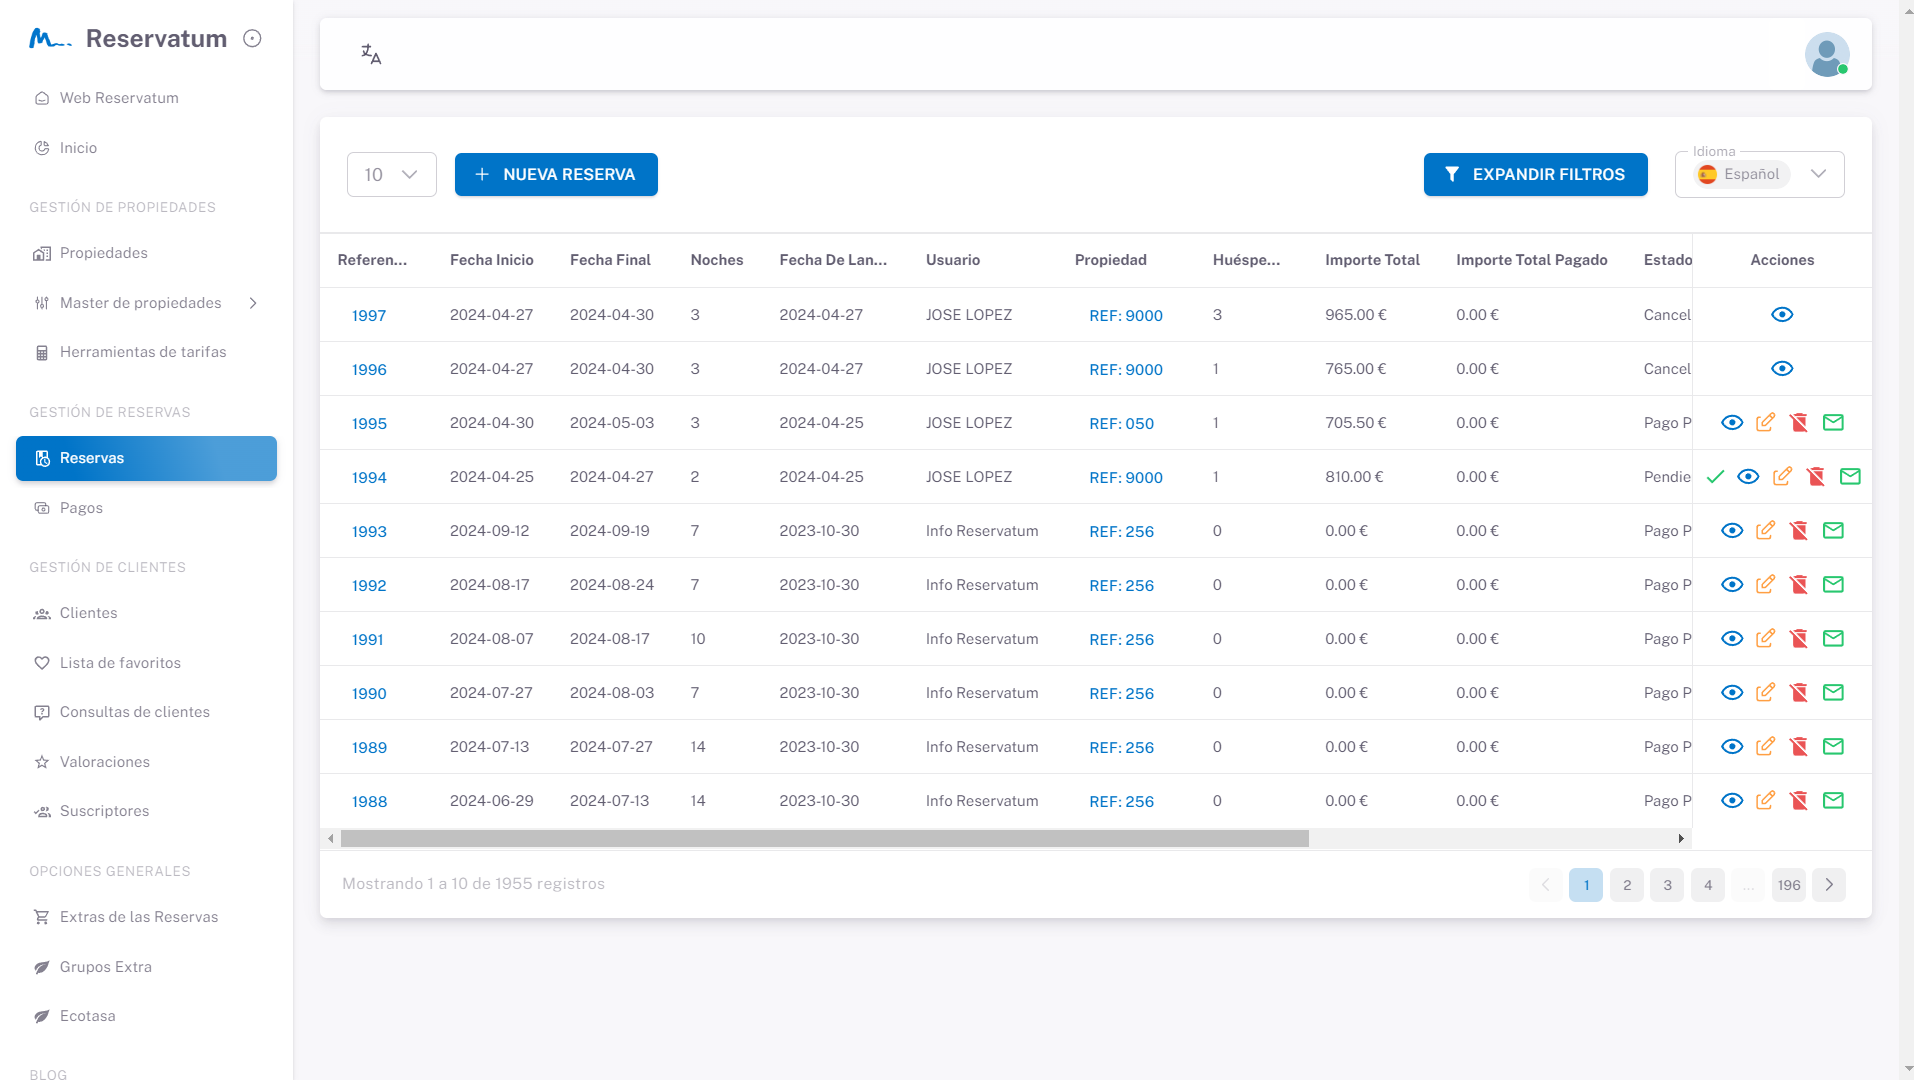 Reservatum
Web Reservatum
Inicio
GESTIÓN DE PROPIEDADES
Propiedades
Master de propiedades
Herramientas de tarifas
GESTIÓN DE RESERVAS
Reservas
Pagos
GESTIÓN DE CLIENTES
Clientes
Lista de favoritos
Consultas de clientes
Valoraciones
Suscriptores
OPCIONES GENERALES
Extras de las Reservas
Grupos Extra
Ecotasa
BLOG
10
NUEVA RESERVA
EXPANDIR FILTROS
Idioma
Español
Referen... Fecha Inicio Fecha Final Noches Fecha De Lan... Usuario Propiedad Huéspe... Importe Total Importe Total Pagado Estado Acciones
1997 2024-04-27 2024-04-30 3 2024-04-27 JOSE LOPEZ REF: 9000 3 965.00 € 0.00 € Cancel
1996 2024-04-27 2024-04-30 3 2024-04-27 JOSE LOPEZ REF: 9000 1 765.00 € 0.00 € Cancel
1995 2024-04-30 2024-05-03 3 2024-04-25 JOSE LOPEZ REF: 050 1 705.50 € 0.00 € Pago P
1994 2024-04-25 2024-04-25 2 2024-04-25 JOSE LOPEZ REF: 9000 1 810.00 € 0.00 € Pendie
1993 2024-09-12 2024-09-19 7 2023-10-30 Info Reservatum REF: 256 0 0.00 € 0.00 € Pago P
1992 2024-08-17 2024-08-24 7 2023-10-30 Info Reservatum REF: 256 0 0.00 € 0.00 € Pago P
1991 2024-08-07 2024-08-17 10 2023-10-30 Info Reservatum REF: 256 0 0.00 € 0.00 € Pago P
1990 2024-07-27 2024-08-03 7 2023-10-30 Info Reservatum REF: 256 0 0.00 € 0.00 € Pago P
1989 2024-07-13 2024-07-27 14 2023-10-30 Info Reservatum REF: 256 0 0.00 € 0.00 € Pago P
1988 2024-06-29 2024-07-13 14 2023-10-30 Info Reservatum REF: 256 0 0.00 € 0.00 € Pago P
Mostrando 1 a 10 de 1955 registros
1 2 3 4 ... 196